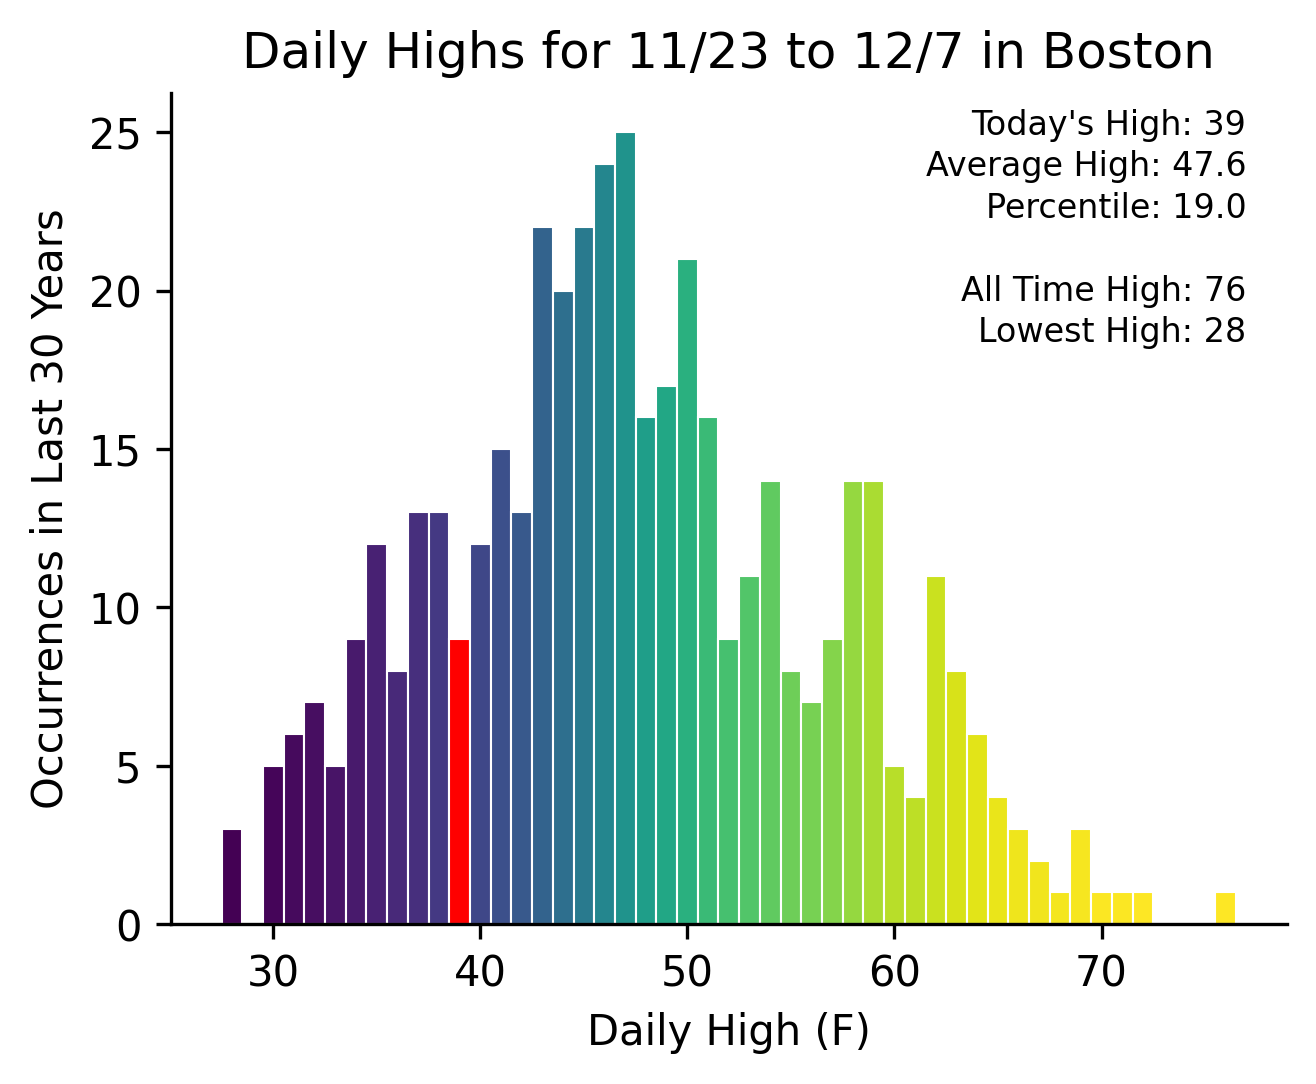 Daily Highs for 11/23 to 12/7 in Boston
Today's High: 39
Average High: 47.6
Percentile: 19.0
All Time High: 76
Lowest High: 28
Occurrences in Last 30 Years
25
20
15
10
5
0
30 40 50 60 70
Daily High (F)